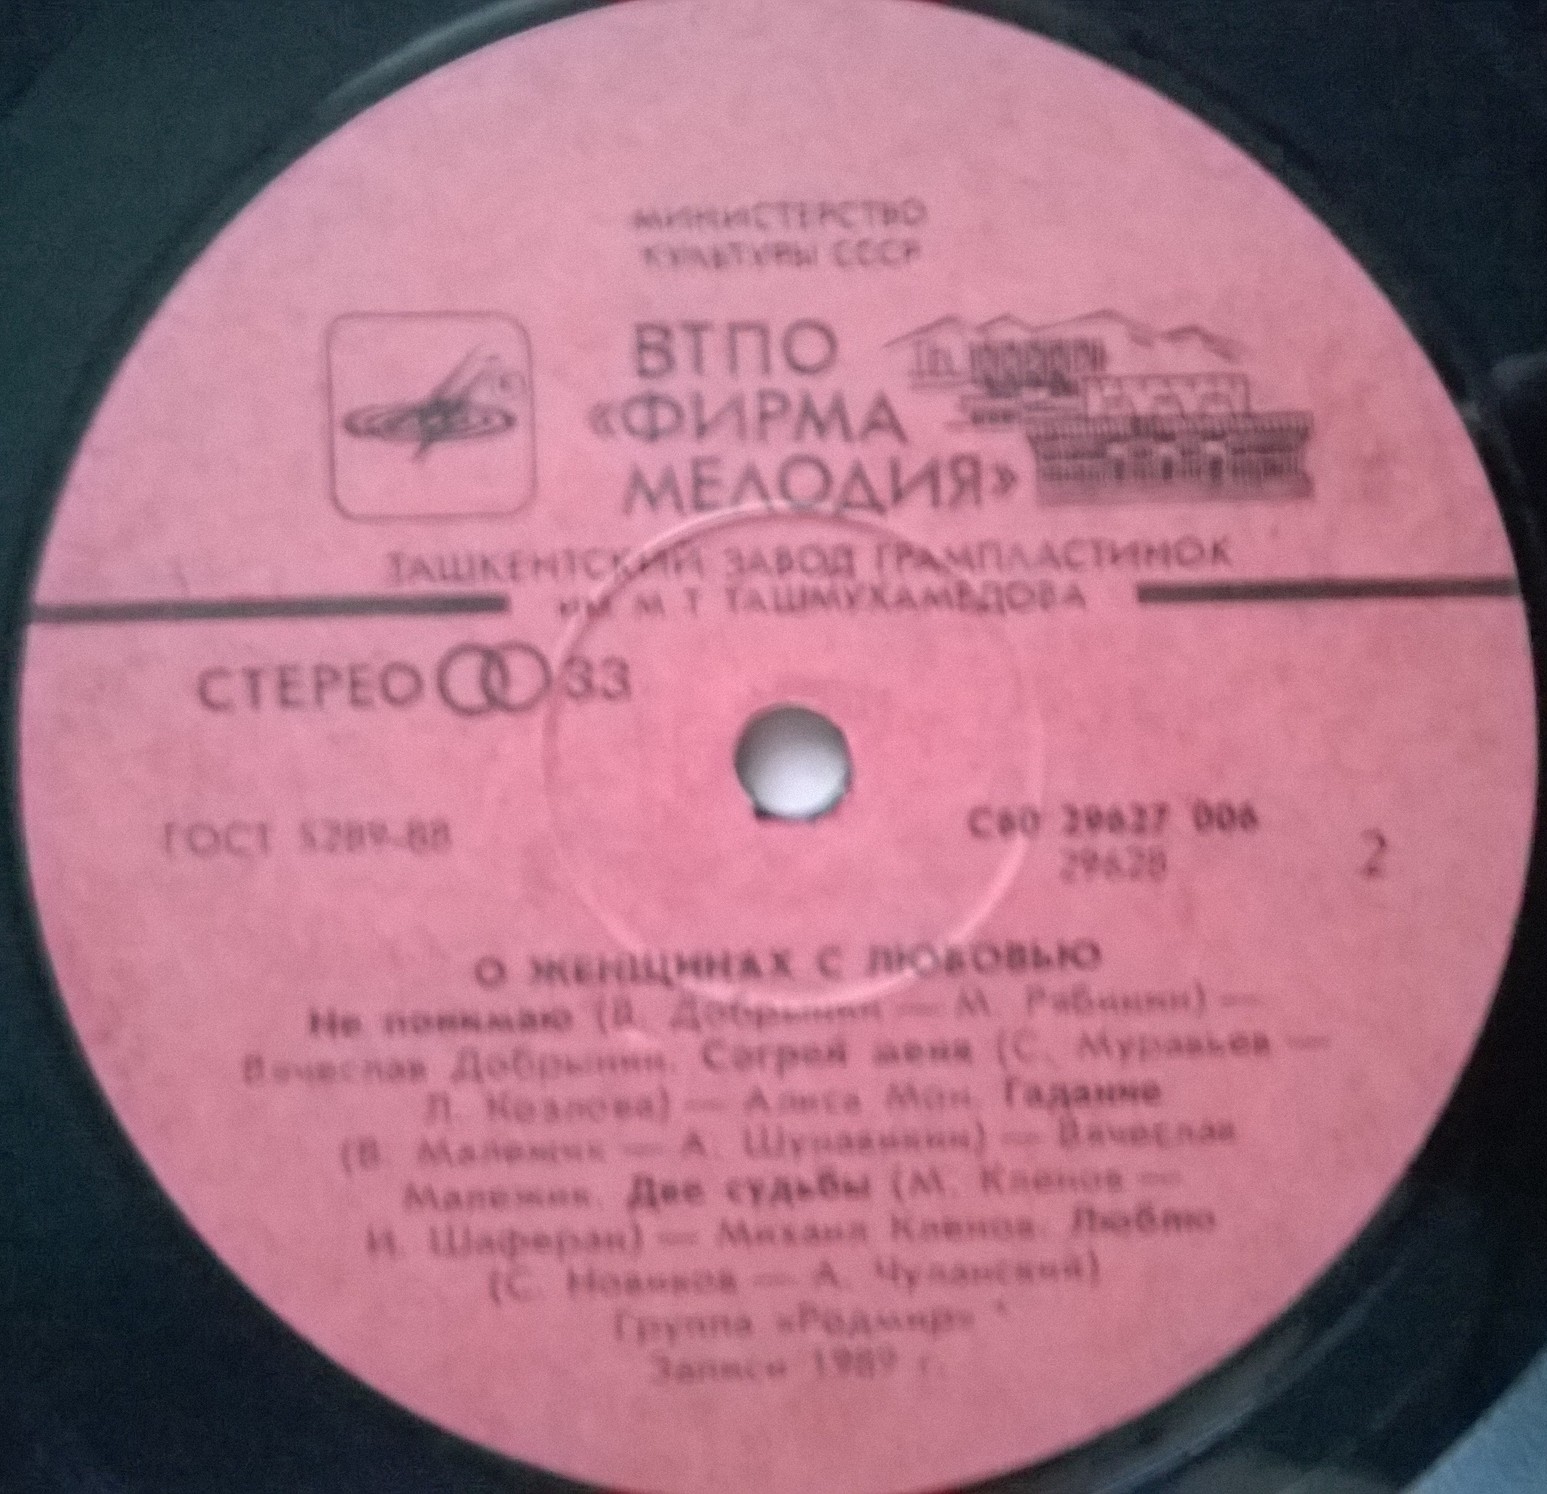 МИНИСТЕРСТВО
КУЛЬТУРЫ СССР
ВТПО
«ФИРМА
МЕЛОДИЯ»
ТАШКЕНТСКИЙ ЗАВОД ГРАМПЛАСТИНОК
им М Т ТАШМУХАМЕДОВА
СТЕРЕО 33
ГОСТ 5289-88
С60 29627 006
29628
2
О ЖЕНЩИНАХ С ЛЮБОВЬЮ
Не понимаю (В. Добрынин — М. Рябинин) —
Вячеслав Добрынин. Согрей меня (С. Муравьев —
Л. Козлова) — Алиса Мон. Гадание
(В. Малежик — А. Шунавикин) — Вячеслав
Малежик. Две судьбы (М. Кленов —
И. Шаферан) — Михаил Кленов. Люблю
(С. Новиков — А. Чуланский)
Группа «Родмир»
Записи 1989 г.